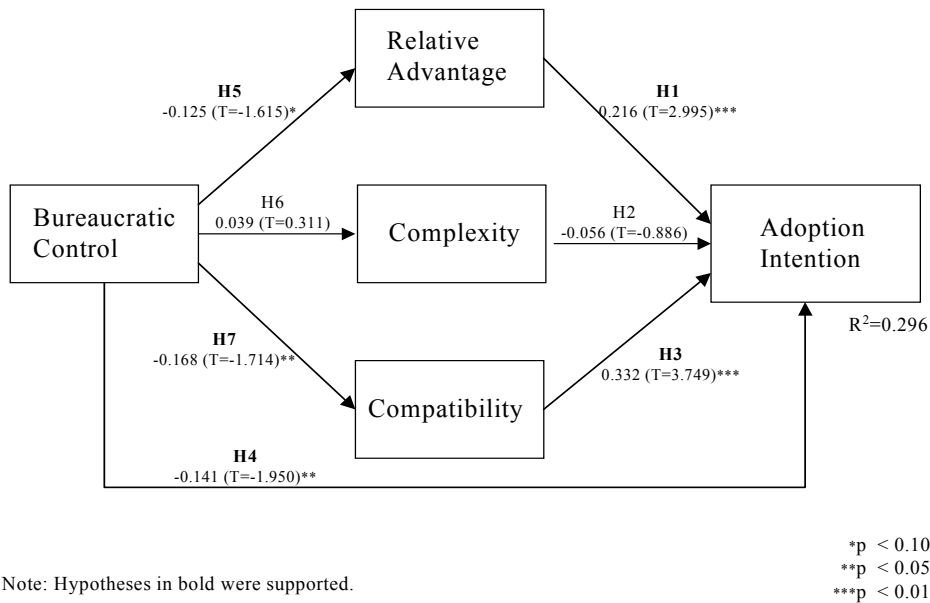 Relative
Advantage
H5
-0.125 (T=-1.615)*
H1
0.216 (T=2.995)***
Bureaucratic
Control
H6
0.039 (T=0.311)
Complexity
H2
-0.056 (T=-0.886)
Adoption
Intention
R²=0.296
H7
-0.168 (T=-1.714)**
Compatibility
H3
0.332 (T=3.749)***
H4
-0.141 (T=-1.950)**
*p < 0.10
**p < 0.05
***p < 0.01
Note: Hypotheses in bold were supported.